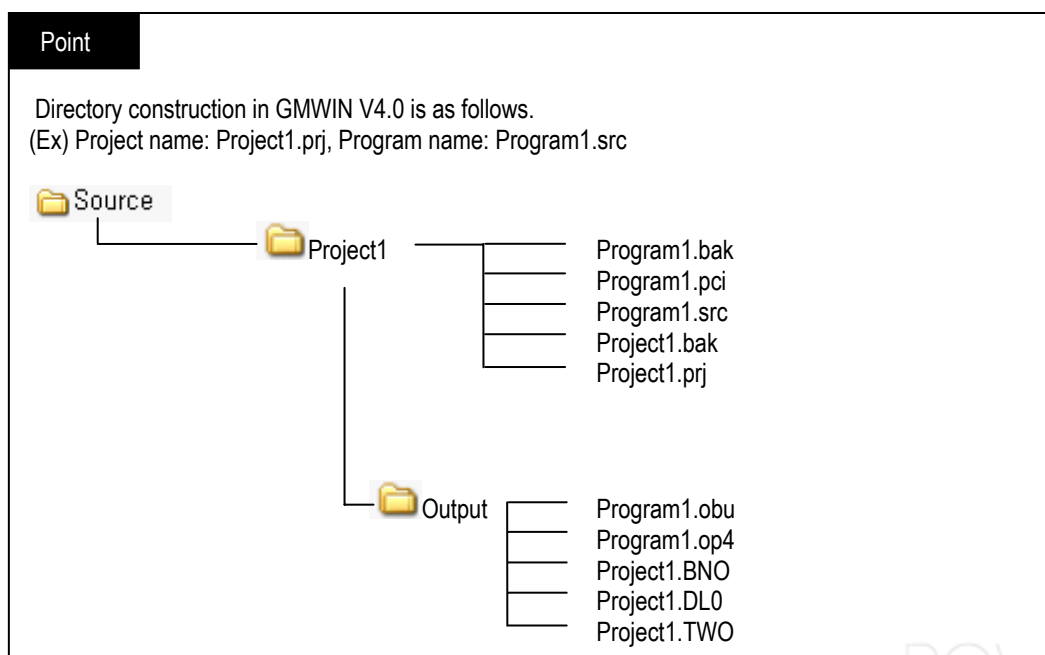 Point
Directory construction in GMWIN V4.0 is as follows.
(Ex) Project name: Project1.prj, Program name: Program1.src
Source
Project1
Program1.bak
Program1.pci
Program1.src
Project1.bak
Project1.prj
Output
Program1.obu
Program1.op4
Project1.BNO
Project1.DL0
Project1.TWO